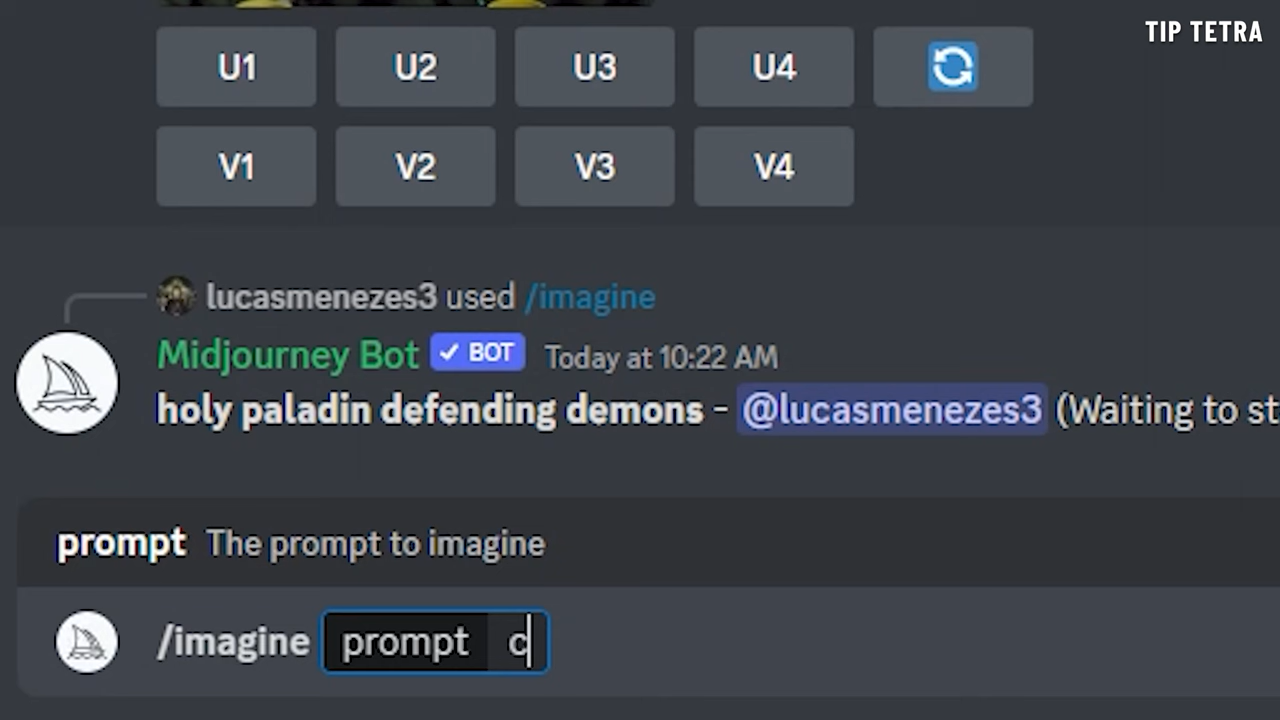 TIP TETRA
U1 U2 U3 U4
V1 V2 V3 V4
lucasmenezes3 used /imagine
Midjourney Bot ✓ BOT Today at 10:22 AM
holy paladin defending demons - @lucasmenezes3 (Waiting to st
prompt The prompt to imagine
/imagine prompt c